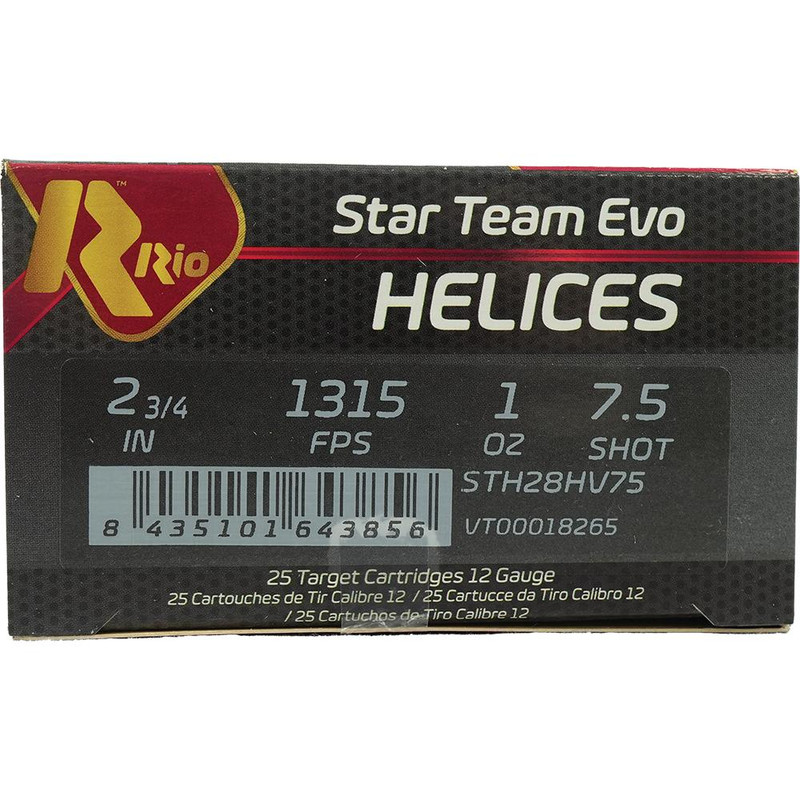 R™ Rio
Star Team Evo
HELICES
2 3/4 IN
1315 FPS
1 OZ
7.5 SHOT
STH28HV75
VT00018265
8 435101 643856
25 Target Cartridges 12 Gauge
25 Cartouches de Tir Calibre 12 / 25 Cartucce da Tiro Calibro 12
/ 25 Cartuchos de Tiro Calibre 12